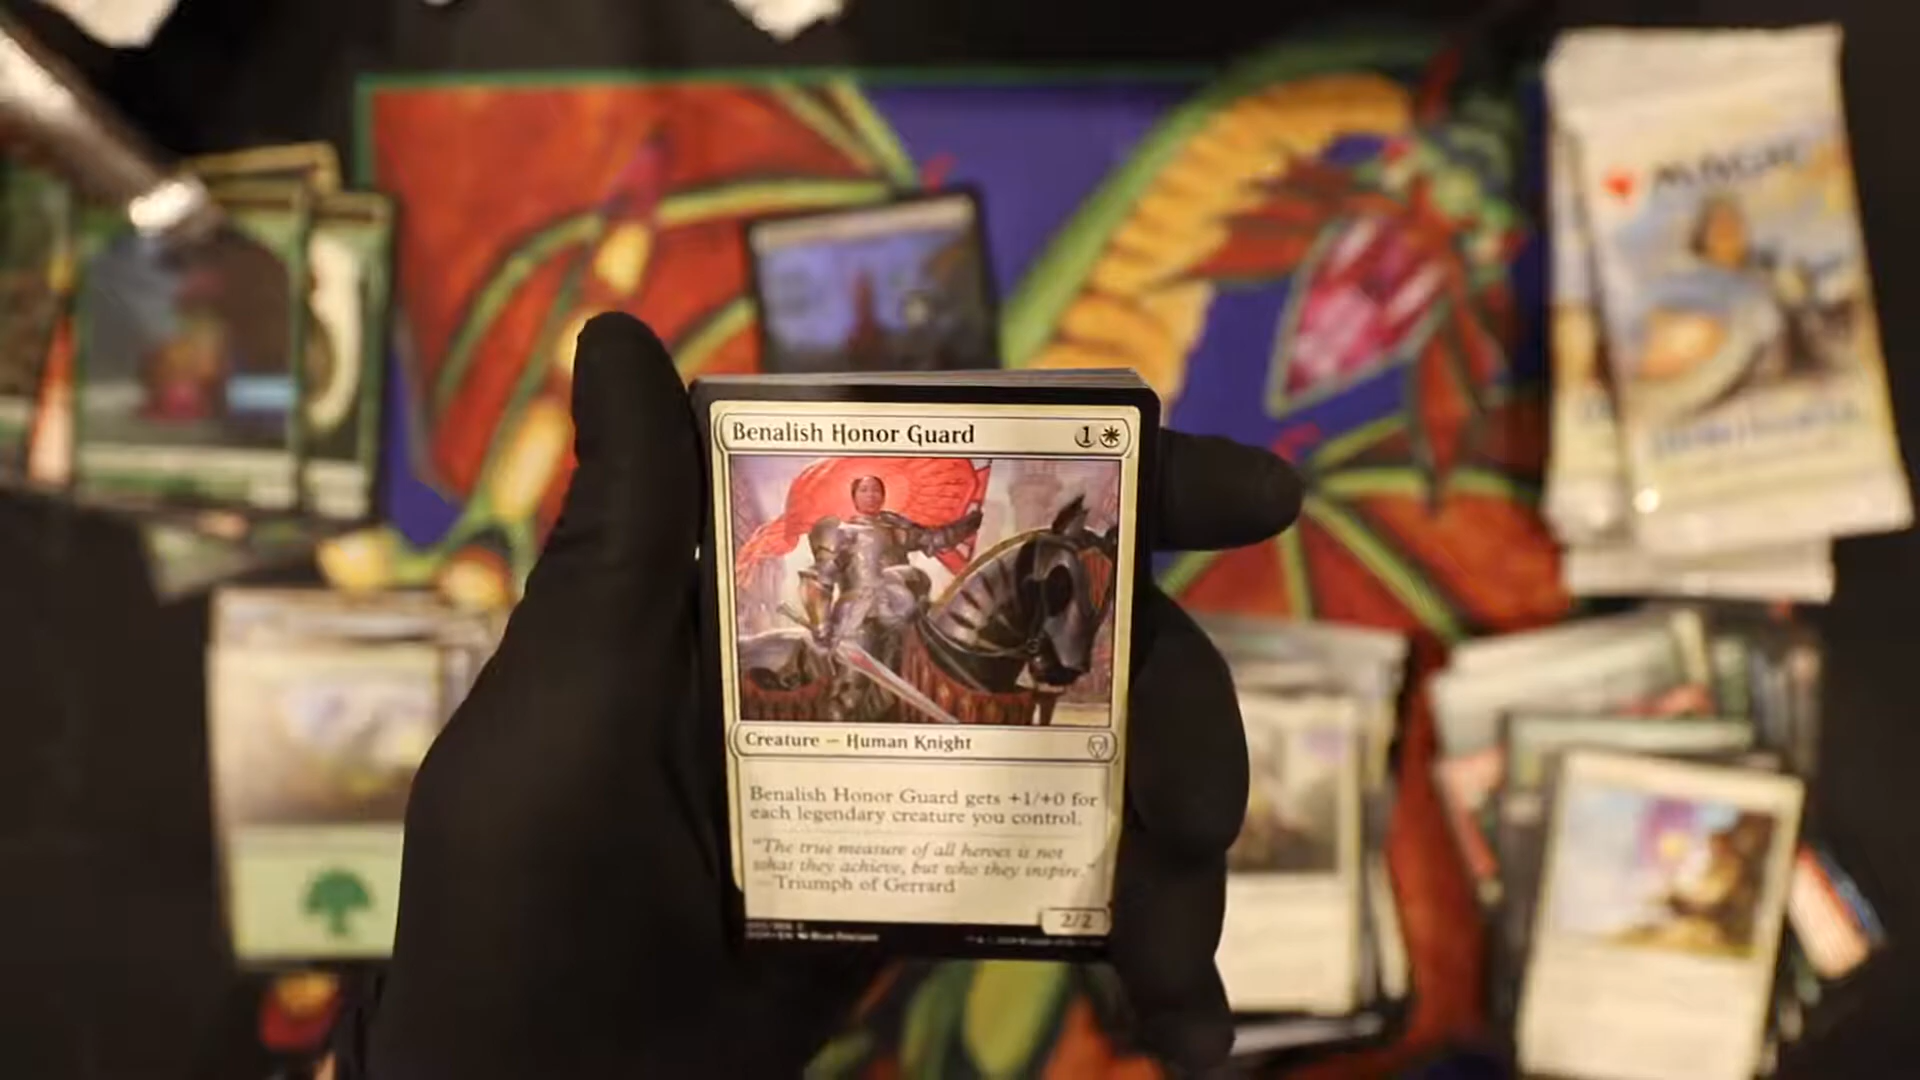 MAGIC
Benalish Honor Guard
1
Creature — Human Knight
Benalish Honor Guard gets +1/+0 for
each legendary creature you control.
"The true measure of all heroes is not
what they achieve, but who they inspire."
—Triumph of Gerrard
2/2